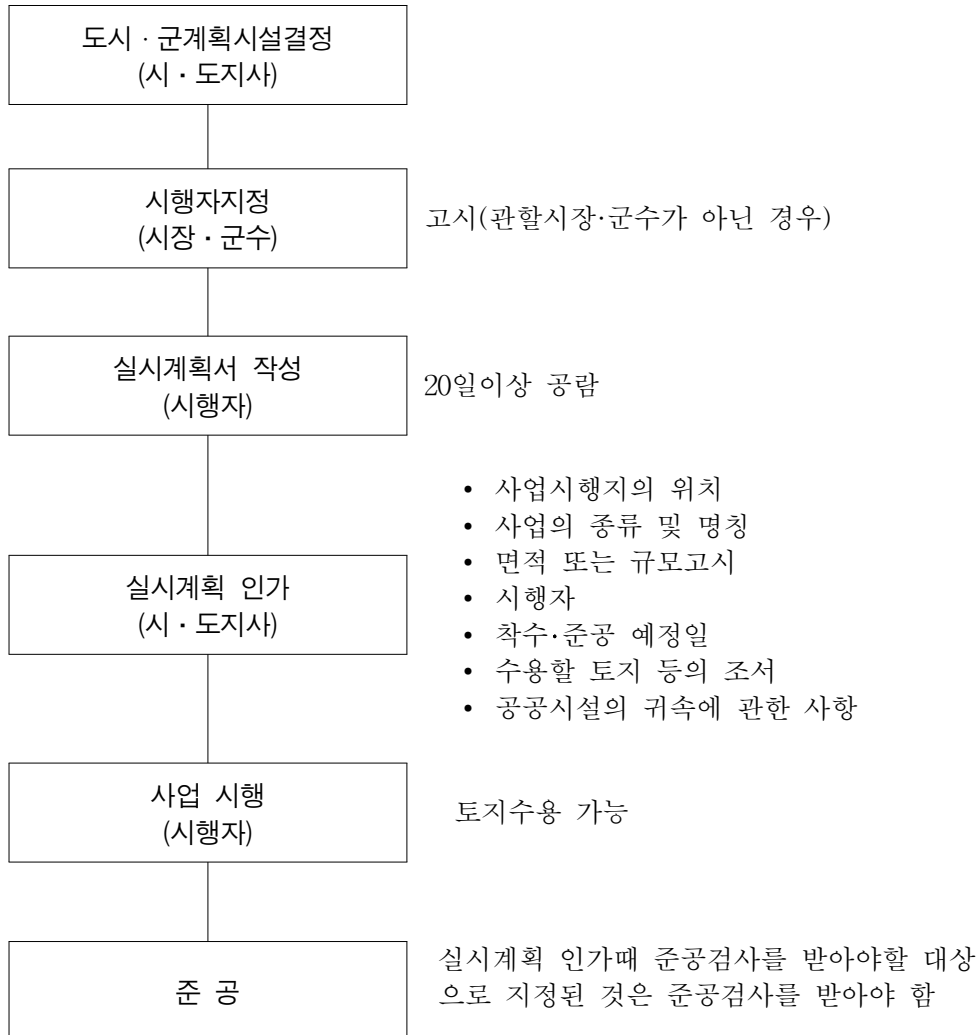 도시 · 군계획시설결정
(시 · 도지사)
시행자지정
(시장 · 군수)
고시(관할시장·군수가 아닌 경우)
실시계획서 작성
(시행자)
20일이상 공람
실시계획 인가
(시 · 도지사)
• 사업시행지의 위치
• 사업의 종류 및 명칭
• 면적 또는 규모고시
• 시행자
• 착수·준공 예정일
• 수용할 토지 등의 조서
• 공공시설의 귀속에 관한 사항
사업 시행
(시행자)
토지수용 가능
준 공
실시계획 인가때 준공검사를 받아야할 대상
으로 지정된 것은 준공검사를 받아야 함